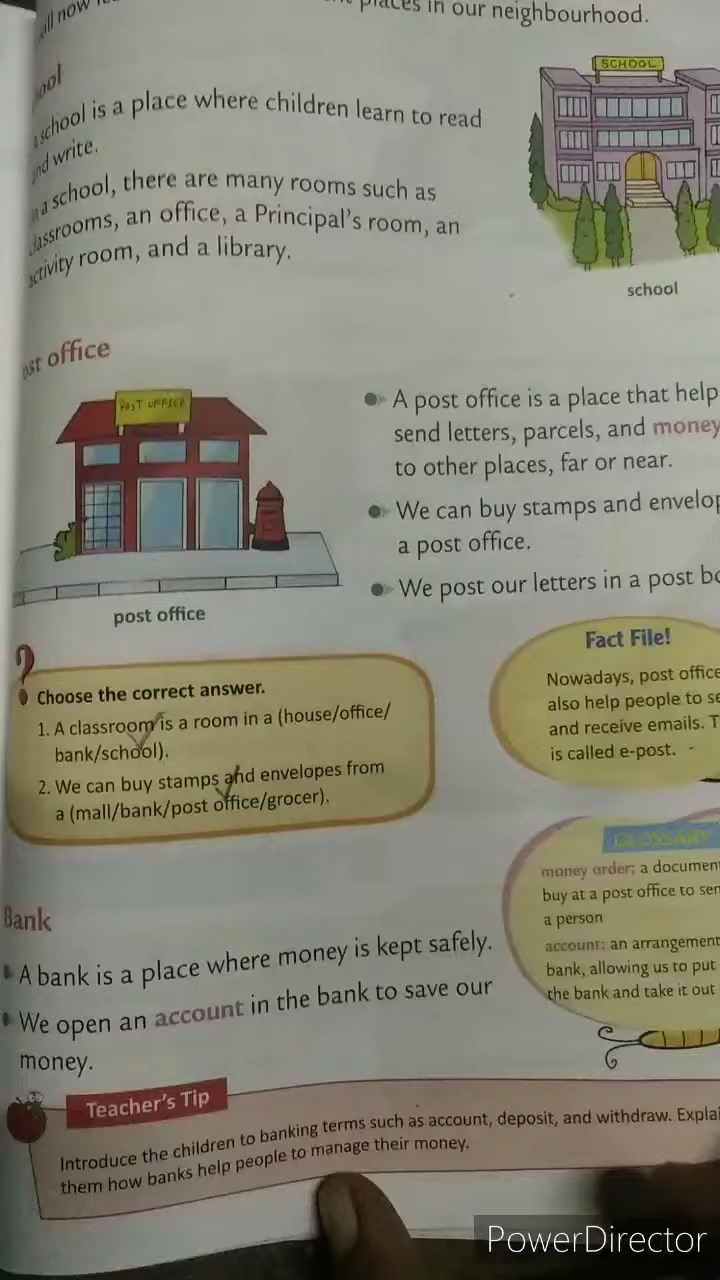 all now
places in our neighbourhood.
school is a place where children learn to read
and write.
a school, there are many rooms such as
classrooms, an office, a Principal's room, an
activity room, and a library.
SCHOOL
school
ost office
POST OFFICE
post office
A post office is a place that help
send letters, parcels, and money
to other places, far or near.
We can buy stamps and envelop
a post office.
We post our letters in a post bo
?
Choose the correct answer.
1. A classroom is a room in a (house/office/
bank/school).
2. We can buy stamps and envelopes from
a (mall/bank/post office/grocer).
Fact File!
Nowadays, post office
also help people to se
and receive emails. T
is called e-post.
GLOSSARY
money order: a document
buy at a post office to sen
a person
account: an arrangement
bank, allowing us to put
the bank and take it out
Bank
A bank is a place where money is kept safely.
We open an account in the bank to save our
money.
Teacher's Tip
Introduce the children to banking terms such as account, deposit, and withdraw. Explai
them how banks help people to manage their money.
PowerDirector